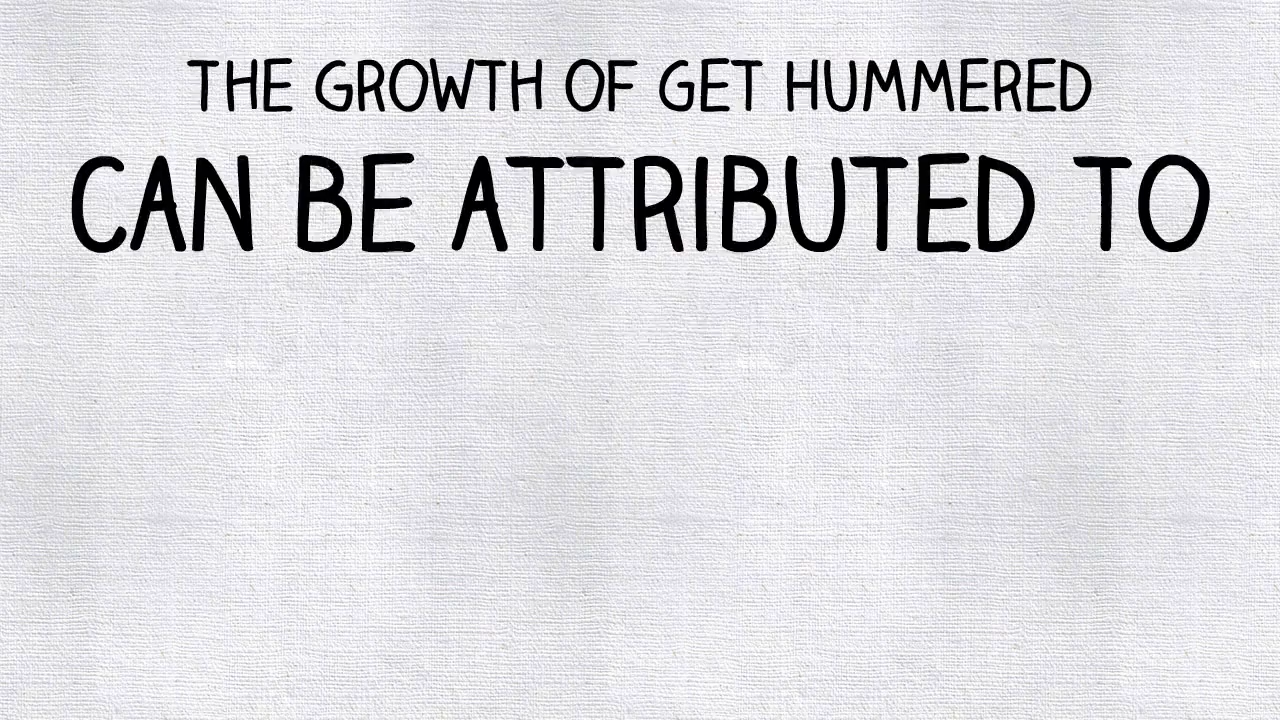 THE GROWTH OF GET HUMMERED
CAN BE ATTRIBUTED TO